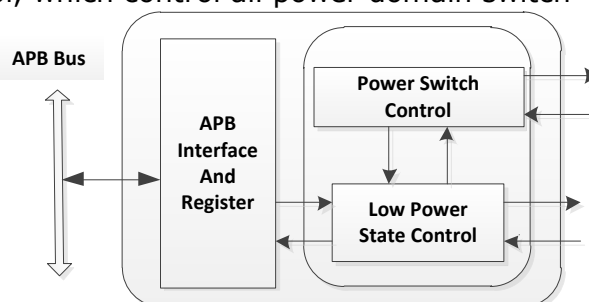 which control all power domain switch
APB Bus
APB
Interface
And
Register
Power Switch
Control
Low Power
State Control